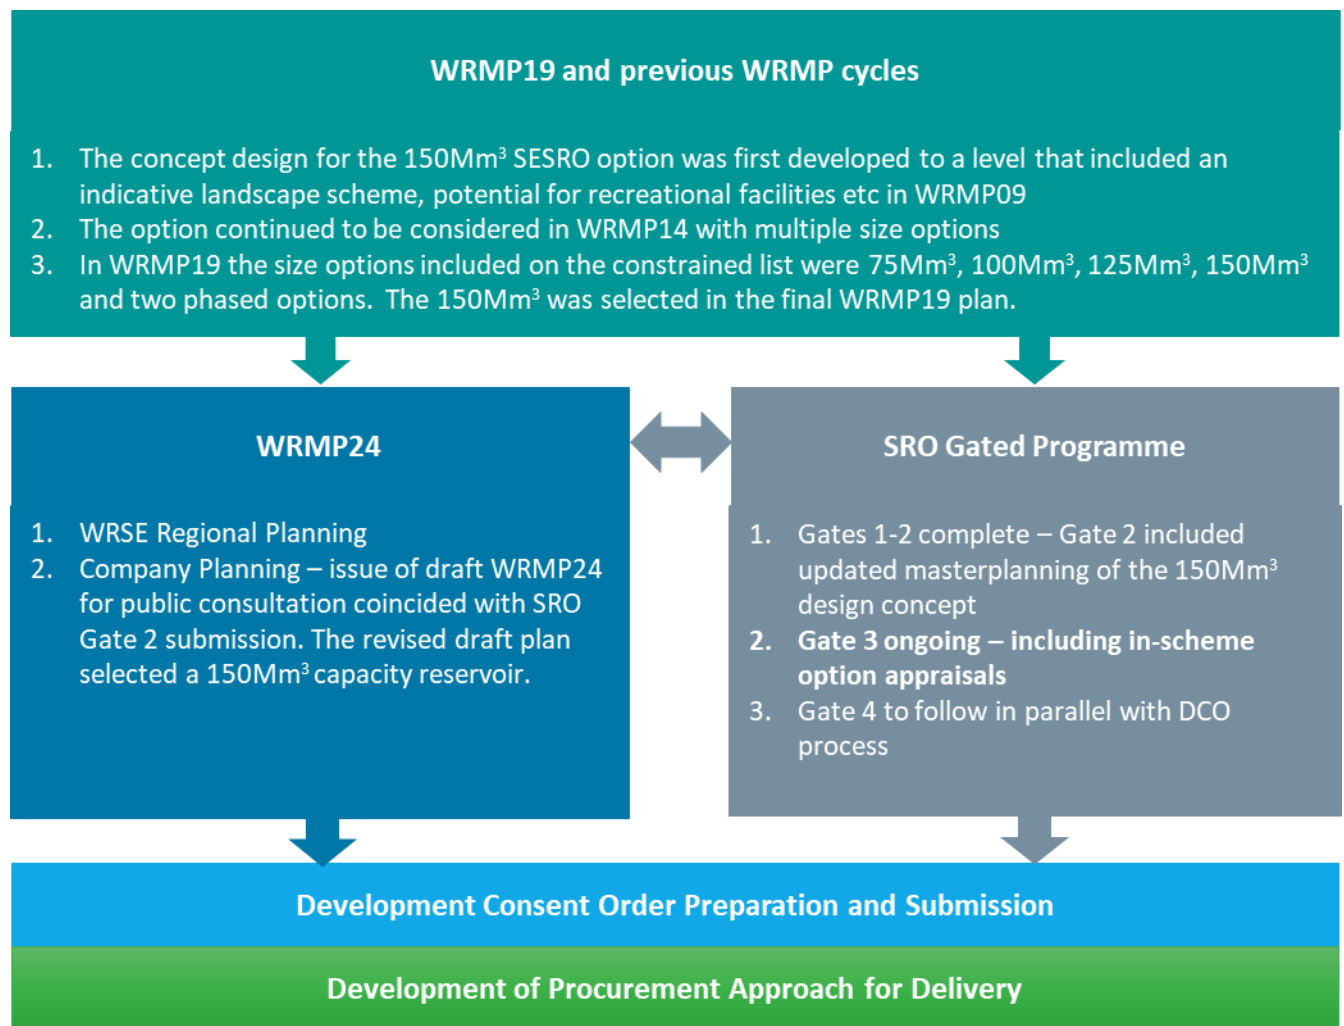 WRMP19 and previous WRMP cycles
1. The concept design for the 150Mm³ SESRO option was first developed to a level that included an
indicative landscape scheme, potential for recreational facilities etc in WRMP09
2. The option continued to be considered in WRMP14 with multiple size options
3. In WRMP19 the size options included on the constrained list were 75Mm³, 100Mm³, 125Mm³, 150Mm³
and two phased options. The 150Mm³ was selected in the final WRMP19 plan.
WRMP24
1. WRSE Regional Planning
2. Company Planning – issue of draft WRMP24
for public consultation coincided with SRO
Gate 2 submission. The revised draft plan
selected a 150Mm³ capacity reservoir.
SRO Gated Programme
1. Gates 1-2 complete – Gate 2 included
updated masterplanning of the 150Mm³
design concept
2. Gate 3 ongoing – including in-scheme
option appraisals
3. Gate 4 to follow in parallel with DCO
process
Development Consent Order Preparation and Submission
Development of Procurement Approach for Delivery